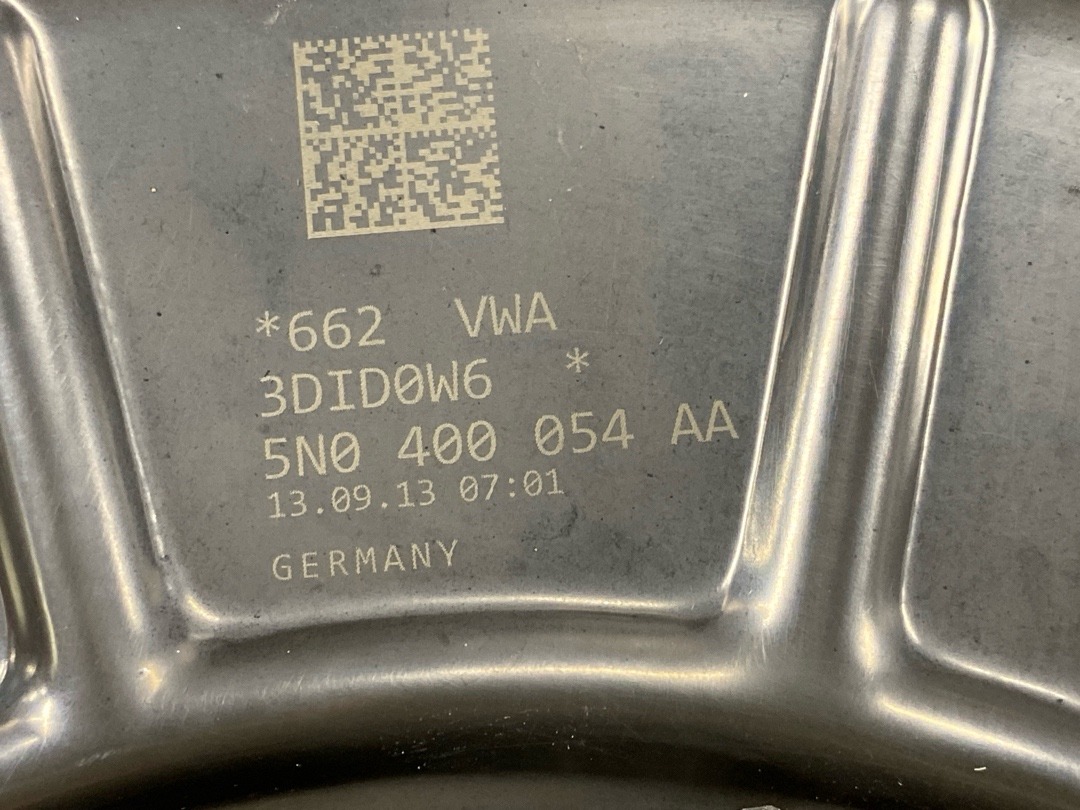 *662 VWA
3DID0W6 *
5N0 400 054 AA
13.09.13 07:01
GERMANY